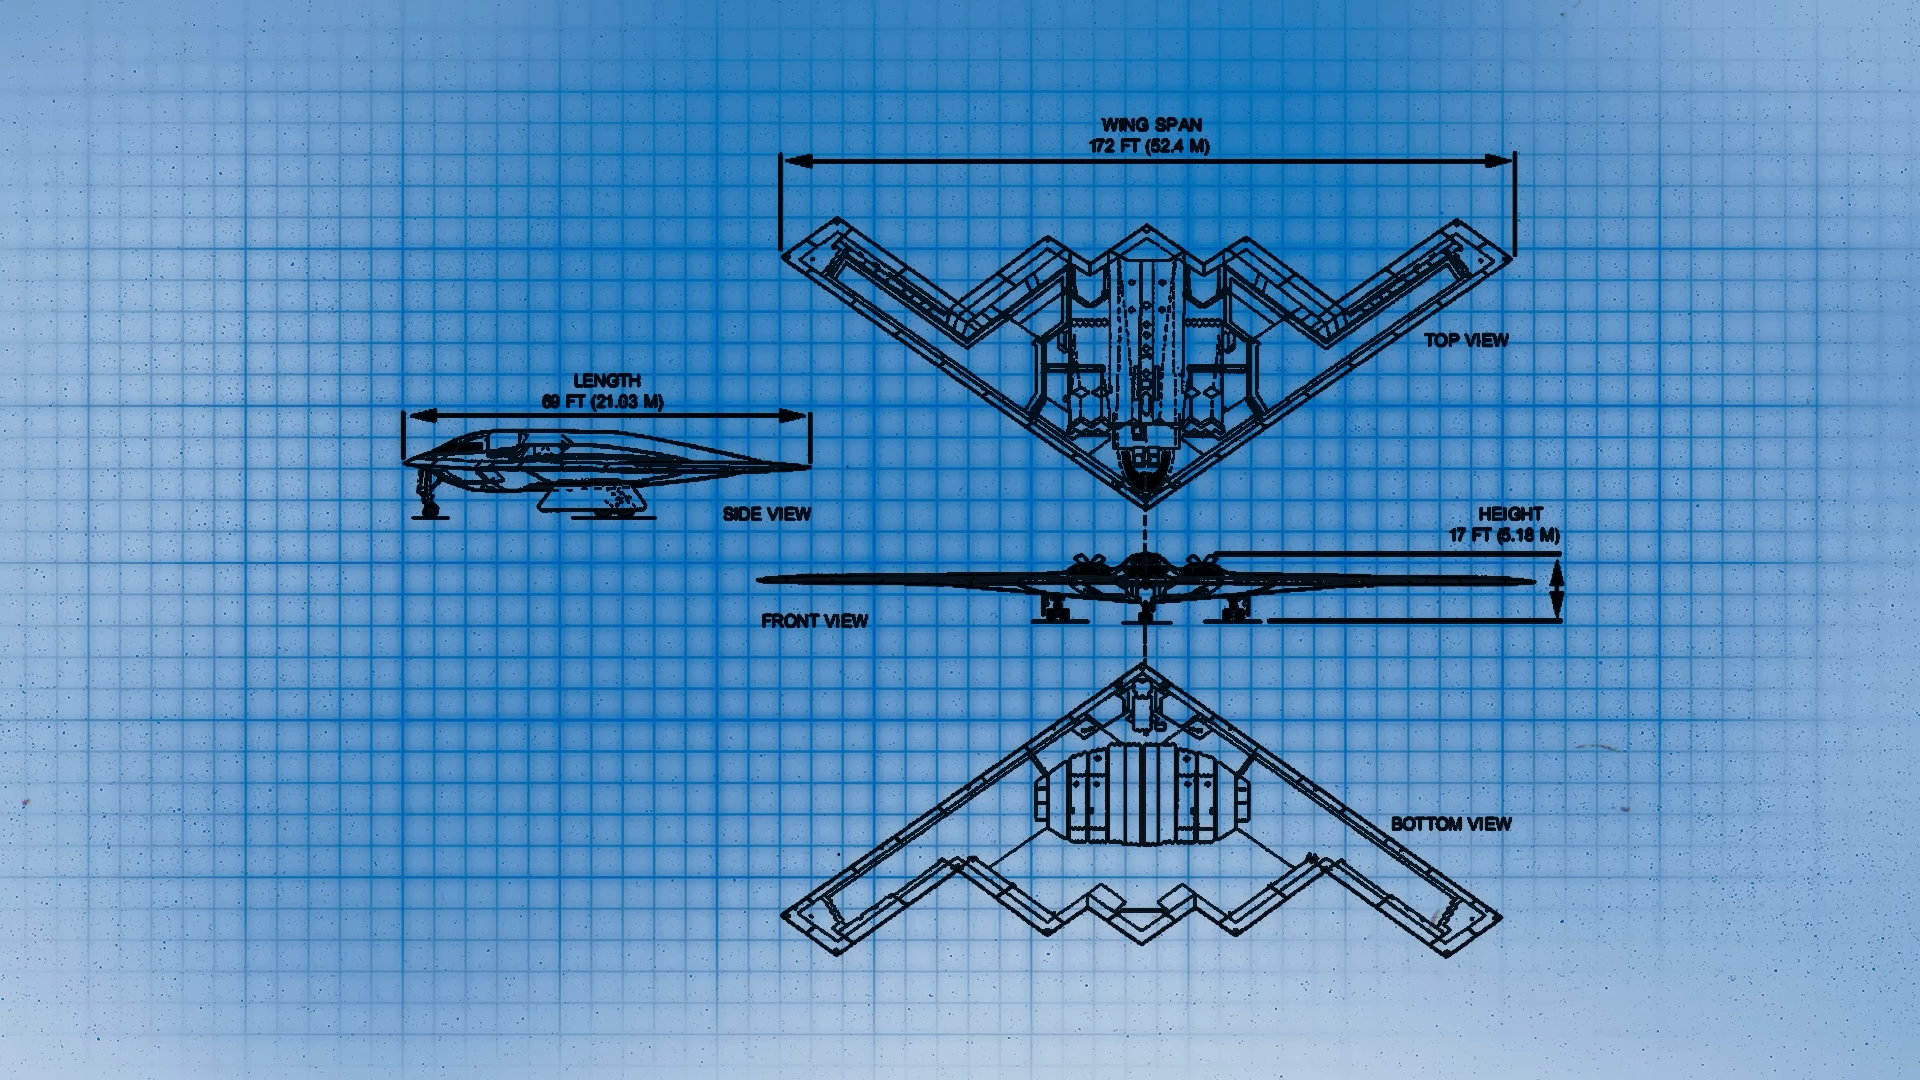 WING SPAN
172 FT (52.4 M)
TOP VIEW
LENGTH
69 FT (21.03 M)
SIDE VIEW
HEIGHT
17 FT (5.18 M)
FRONT VIEW
BOTTOM VIEW